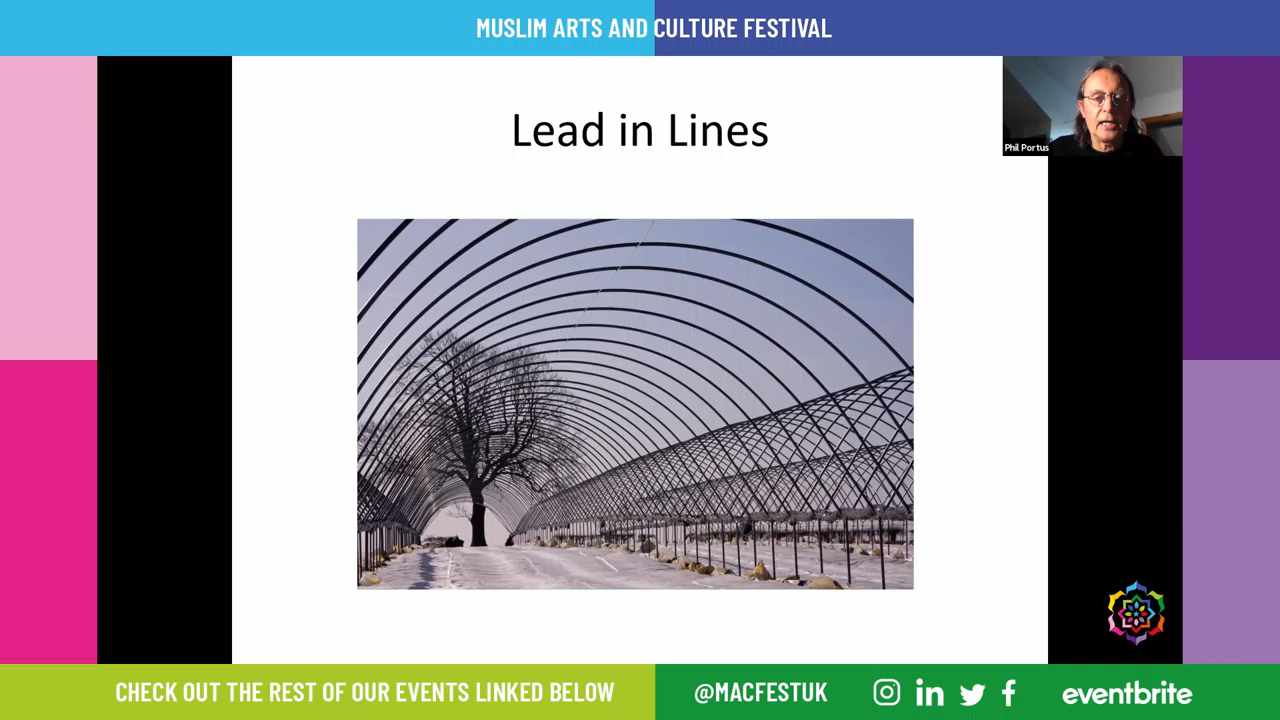 MUSLIM ARTS AND CULTURE FESTIVAL
Lead in Lines
Phil Portus
CHECK OUT THE REST OF OUR EVENTS LINKED BELOW
@MACFESTUK
eventbrite